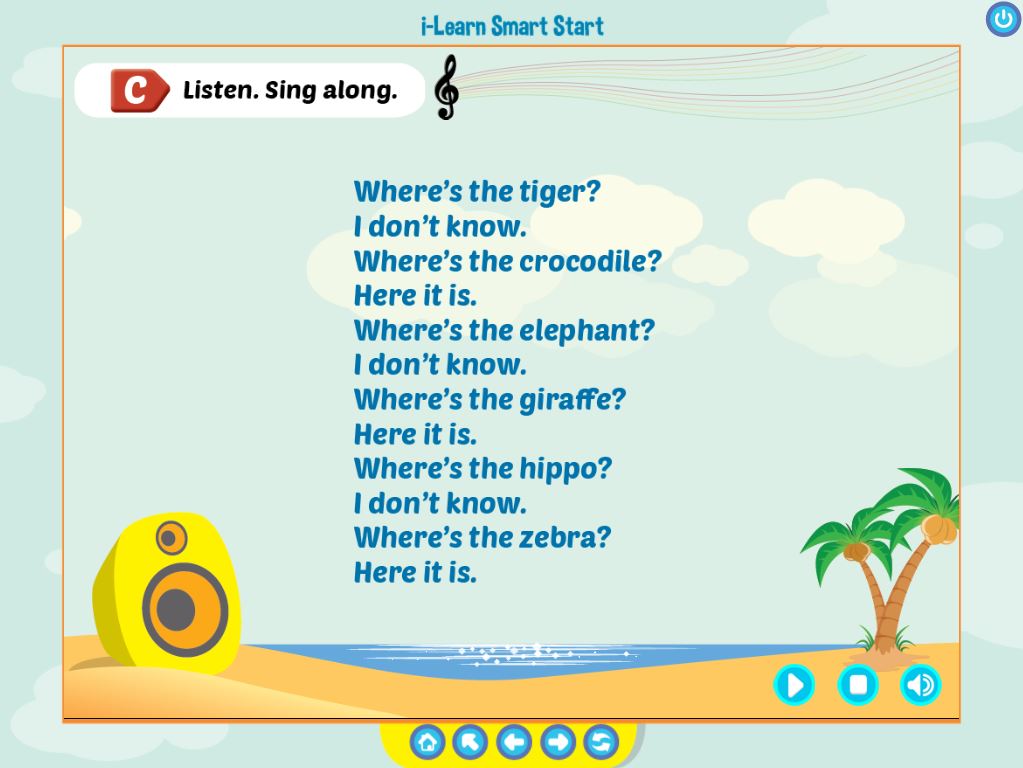 i-Learn Smart Start
C Listen. Sing along.
Where's the tiger?
I don't know.
Where's the crocodile?
Here it is.
Where's the elephant?
I don't know.
Where's the giraffe?
Here it is.
Where's the hippo?
I don't know.
Where's the zebra?
Here it is.